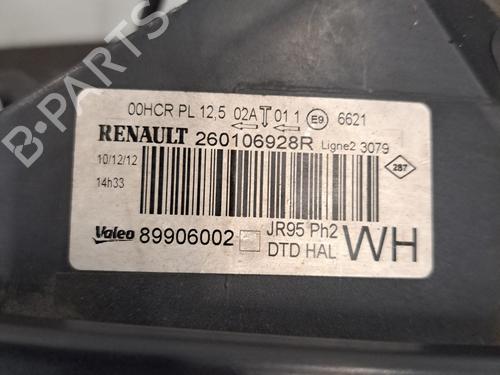 00HCR PL 12,5 02A T 01 1 E9 6621
RENAULT 260106928R Ligne2 3079
10/12/12
14h33
287
Valeo 89906002 JR95 Ph2
DTD HAL WH
B-PARTS